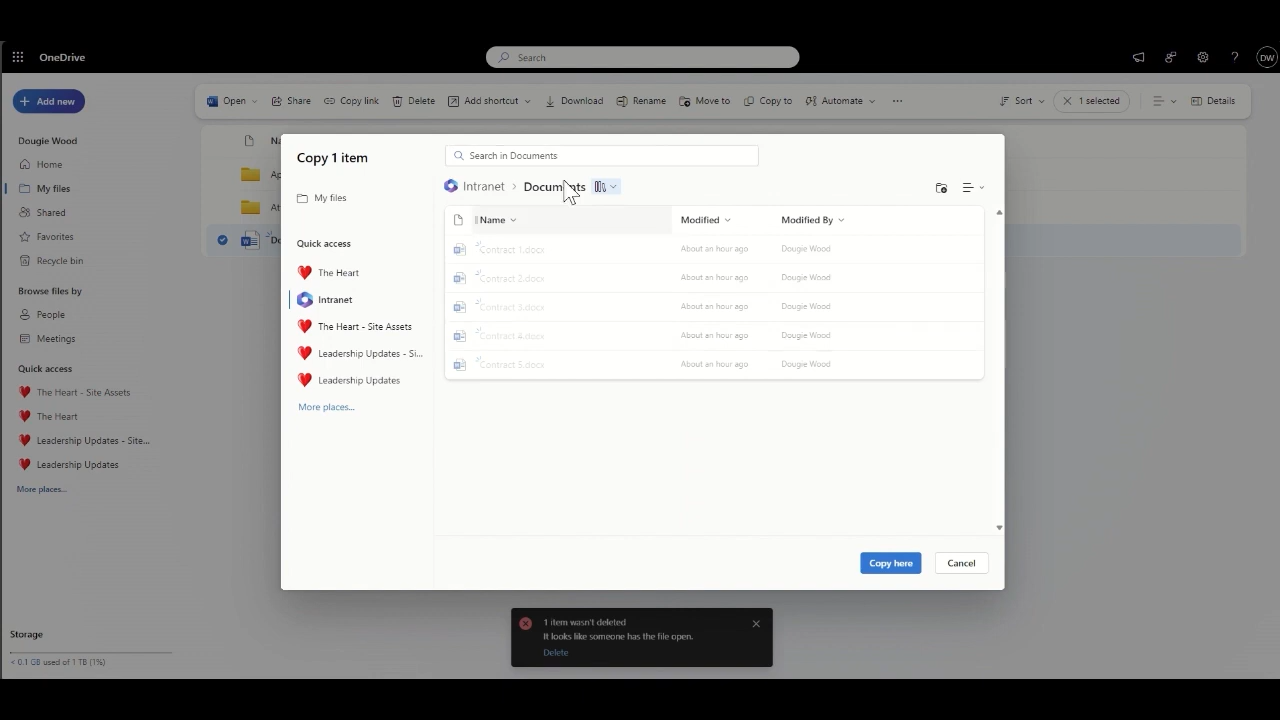 OneDrive
Search
DW
Add new
Open
Share
Copy link
Delete
Add shortcut
Download
Rename
Move to
Copy to
Automate
Sort
1 selected
Details
Dougie Wood
Home
My files
Shared
Favorites
Recycle bin
Browse files by
People
Meetings
Quick access
The Heart - Site Assets
The Heart
Leadership Updates - Site...
Leadership Updates
More places...
Storage
< 0.1 GB used of 1 TB (1%)
Copy 1 item
My files
Quick access
The Heart
Intranet
The Heart - Site Assets
Leadership Updates - Si...
Leadership Updates
More places...
Search in Documents
Intranet > Documents
Name Modified Modified By
Contract 1.docx About an hour ago Dougie Wood
Contract 2.docx About an hour ago Dougie Wood
Contract 3.docx About an hour ago Dougie Wood
Contract 4.docx About an hour ago Dougie Wood
Contract 5.docx About an hour ago Dougie Wood
Copy here
Cancel
1 item wasn't deleted
It looks like someone has the file open.
Delete